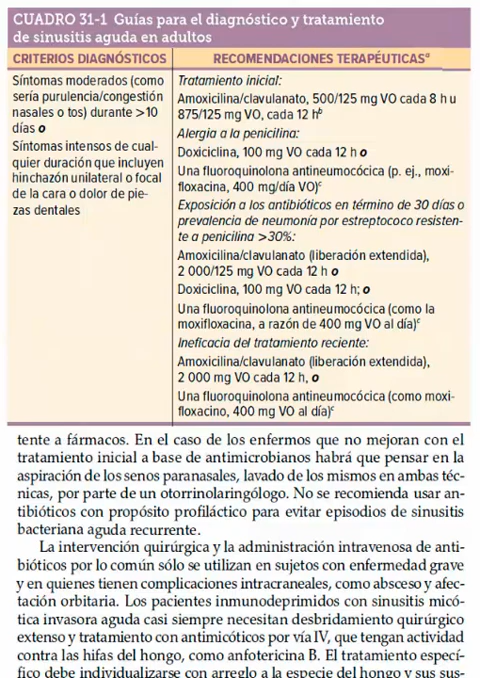 CUADRO 31-1 Guías para el diagnóstico y tratamiento
de sinusitis aguda en adultos
CRITERIOS DIAGNÓSTICOS
RECOMENDACIONES TERAPÉUTICASᵃ
Síntomas moderados (como
sería purulencia/congestión
nasales o tos) durante >10
días o
Síntomas intensos de cual-
quier duración que incluyen
hinchazón unilateral o focal
de la cara o dolor de pie-
zas dentales
Tratamiento inicial:
Amoxicilina/clavulanato, 500/125 mg VO cada 8 h u
875/125 mg VO, cada 12 hᵇ
Alergia a la penicilina:
Doxiciclina, 100 mg VO cada 12 h o
Una fluoroquinolona antineumocócica (p. ej., moxi-
floxacina, 400 mg/día VO)ᶜ
Exposición a los antibióticos en término de 30 días o
prevalencia de neumonía por estreptococo resisten-
te a penicilina >30%:
Amoxicilina/clavulanato (liberación extendida),
2 000/125 mg VO cada 12 h o
Doxiciclina, 100 mg VO cada 12 h; o
Una fluoroquinolona antineumocócica (como la
moxifloxacina, a razón de 400 mg VO al día)ᶜ
Ineficacia del tratamiento reciente:
Amoxicilina/clavulanato (liberación extendida),
2 000 mg VO cada 12 h, o
Una fluoroquinolona antineumocócica (como moxi-
floxacino, 400 mg VO al día)ᶜ
tente a fármacos. En el caso de los enfermos que no mejoran con el
tratamiento inicial a base de antimicrobianos habrá que pensar en la
aspiración de los senos paranasales, lavado de los mismos en ambas téc-
nicas, por parte de un otorrinolaringólogo. No se recomienda usar an-
tibióticos con propósito profiláctico para evitar episodios de sinusitis
bacteriana aguda recurrente.
La intervención quirúrgica y la administración intravenosa de anti-
bióticos por lo común sólo se utilizan en sujetos con enfermedad grave
y en quienes tienen complicaciones intracraneales, como absceso y afec-
tación orbitaria. Los pacientes inmunodeprimidos con sinusitis micó-
tica invasora aguda casi siempre necesitan desbridamiento quirúrgico
extenso y tratamiento con antimicóticos por vía IV, que tengan actividad
contra las hifas del hongo, como anfotericina B. El tratamiento especí-
fico debe individualizarse con arreglo a la especie del hongo y sus sus-